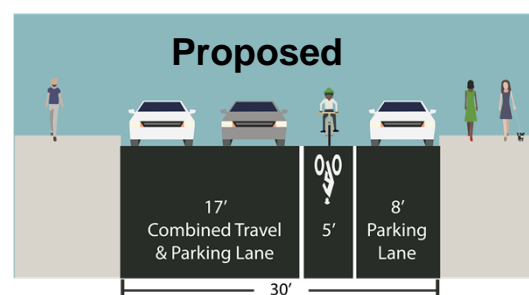 Proposed
17’
Combined Travel
& Parking Lane
5’
8’
Parking
Lane
30’